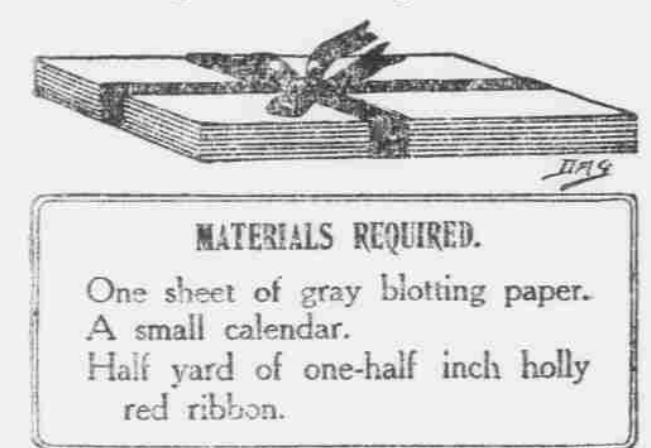 DAG
MATERIALS REQUIRED.
One sheet of gray blotting paper.
A small calendar.
Half yard of one-half inch holly
red ribbon.